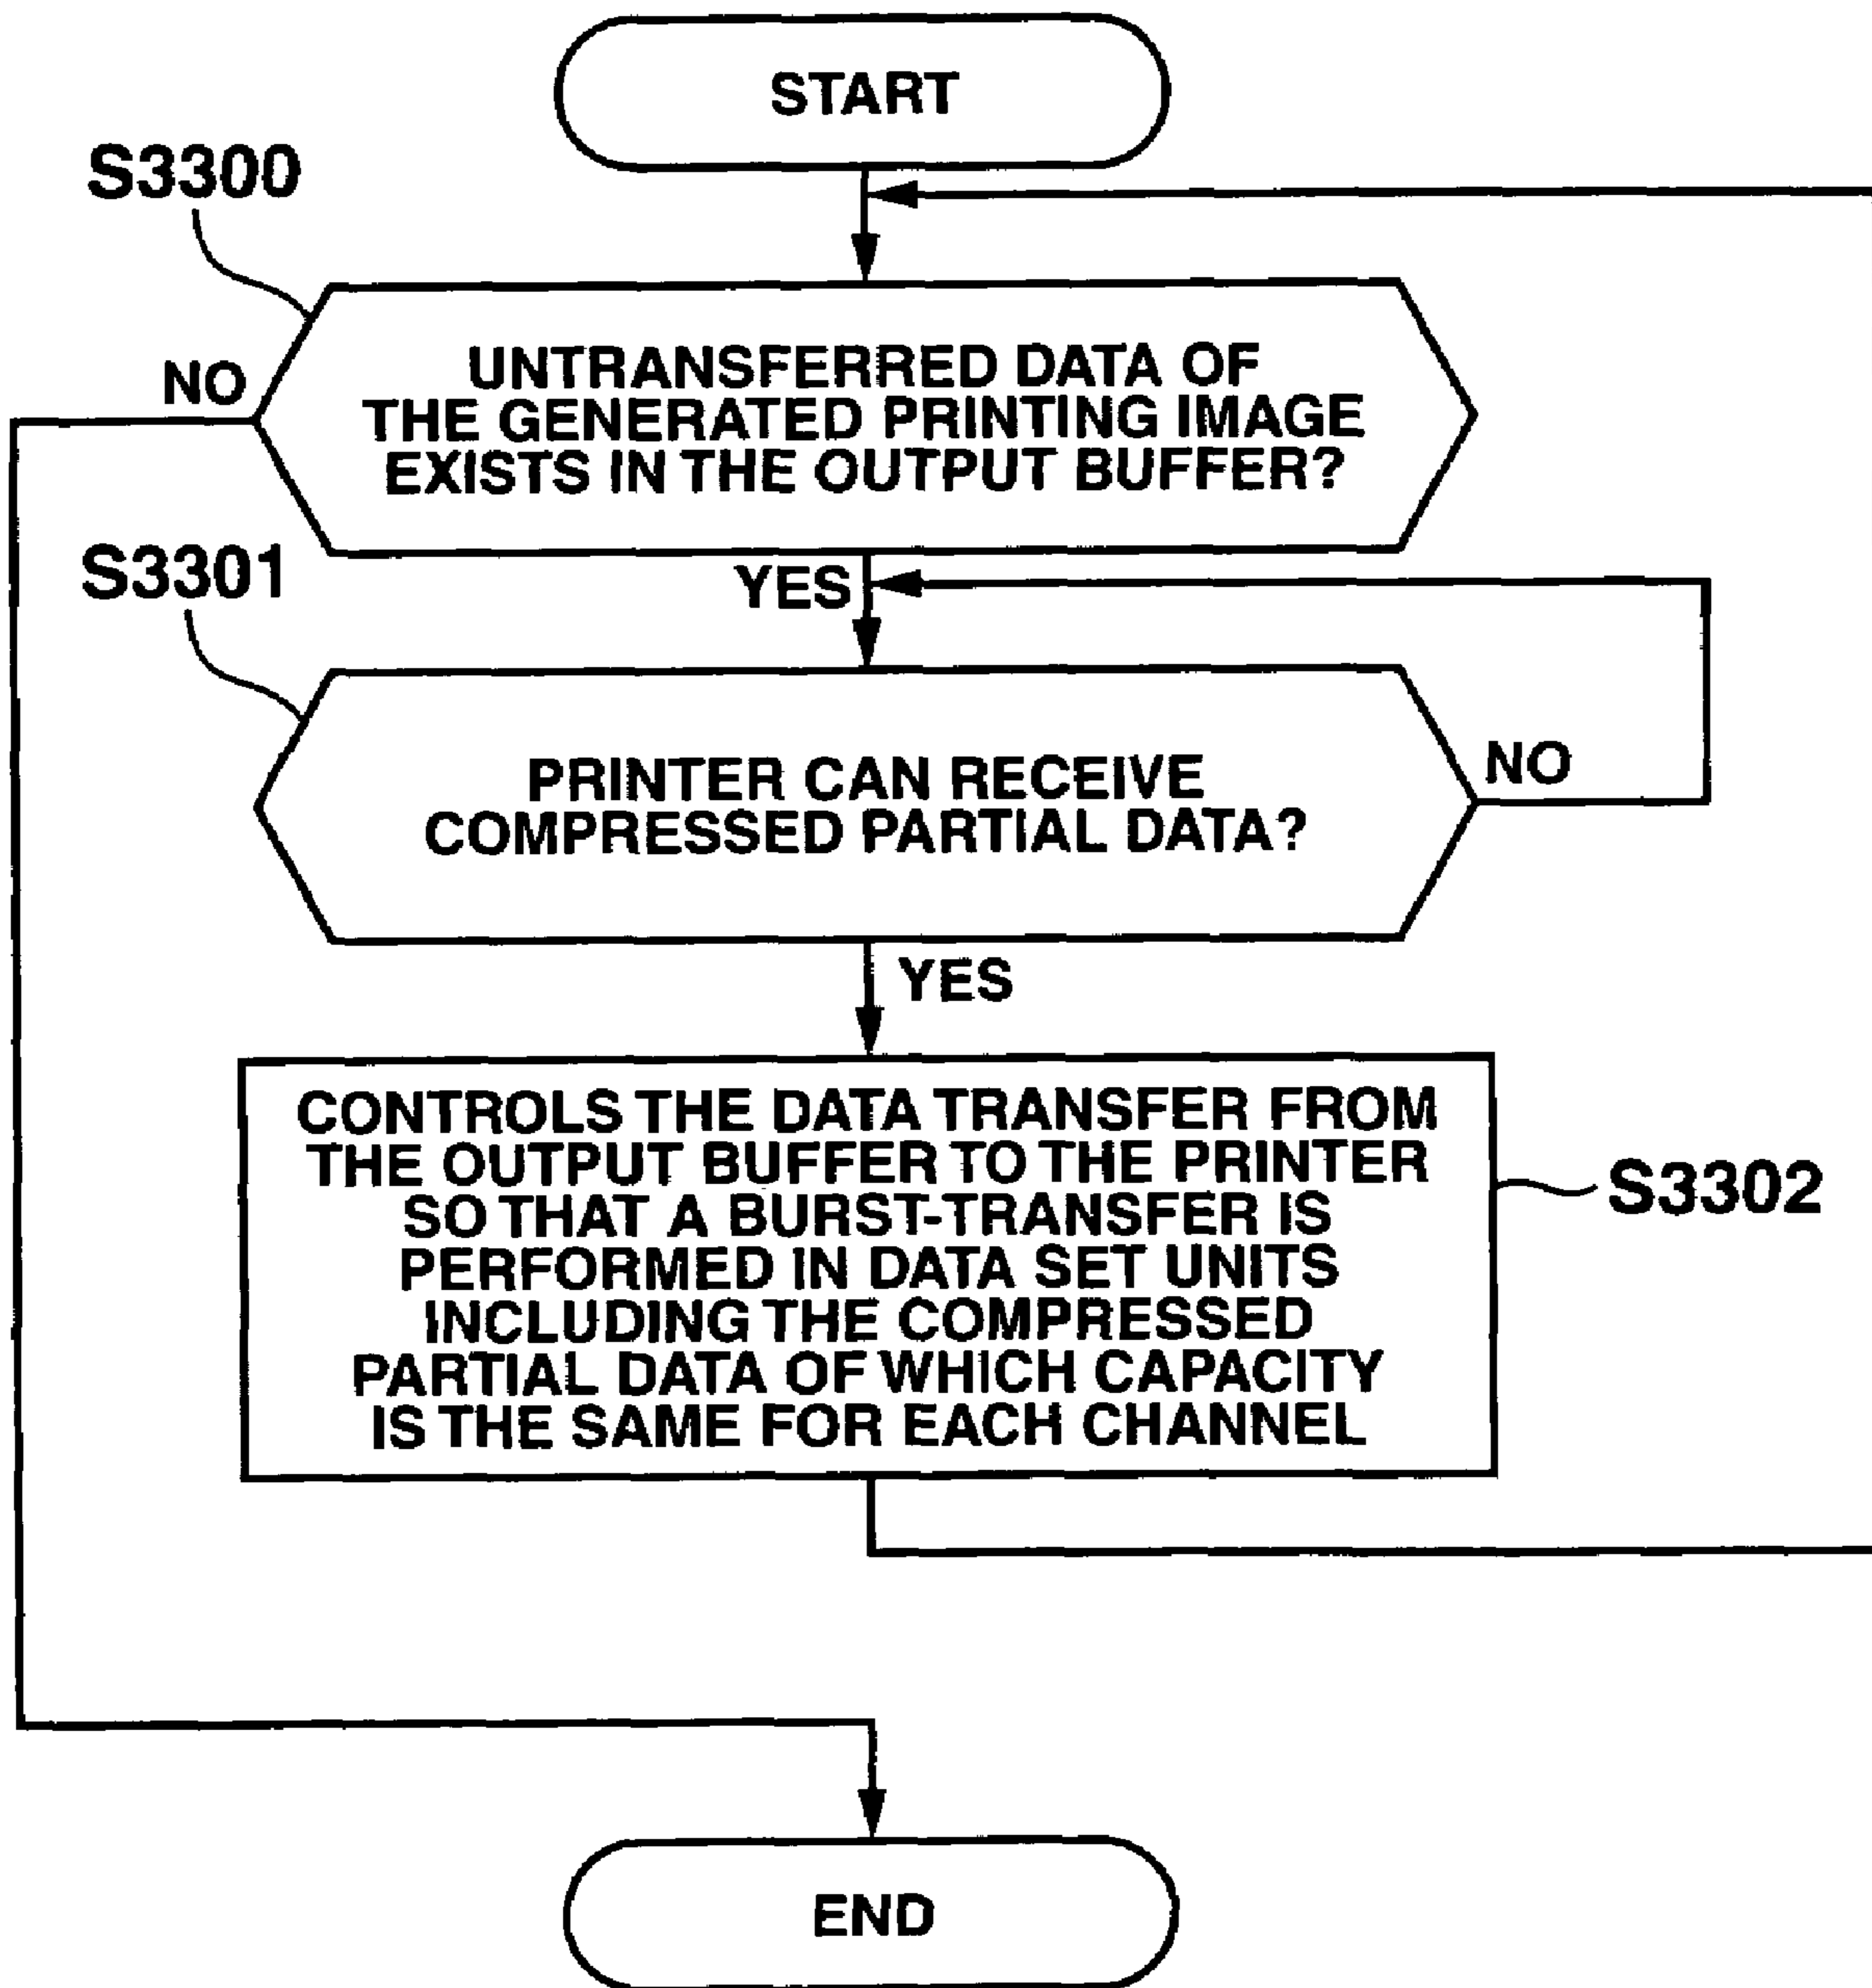 START
S3300
NO
UNTRANSFERRED DATA OF
THE GENERATED PRINTING IMAGE
EXISTS IN THE OUTPUT BUFFER?
S3301
YES
PRINTER CAN RECEIVE
COMPRESSED PARTIAL DATA?
NO
YES
CONTROLS THE DATA TRANSFER FROM
THE OUTPUT BUFFER TO THE PRINTER
SO THAT A BURST-TRANSFER IS
PERFORMED IN DATA SET UNITS
INCLUDING THE COMPRESSED
PARTIAL DATA OF WHICH CAPACITY
IS THE SAME FOR EACH CHANNEL
S3302
END